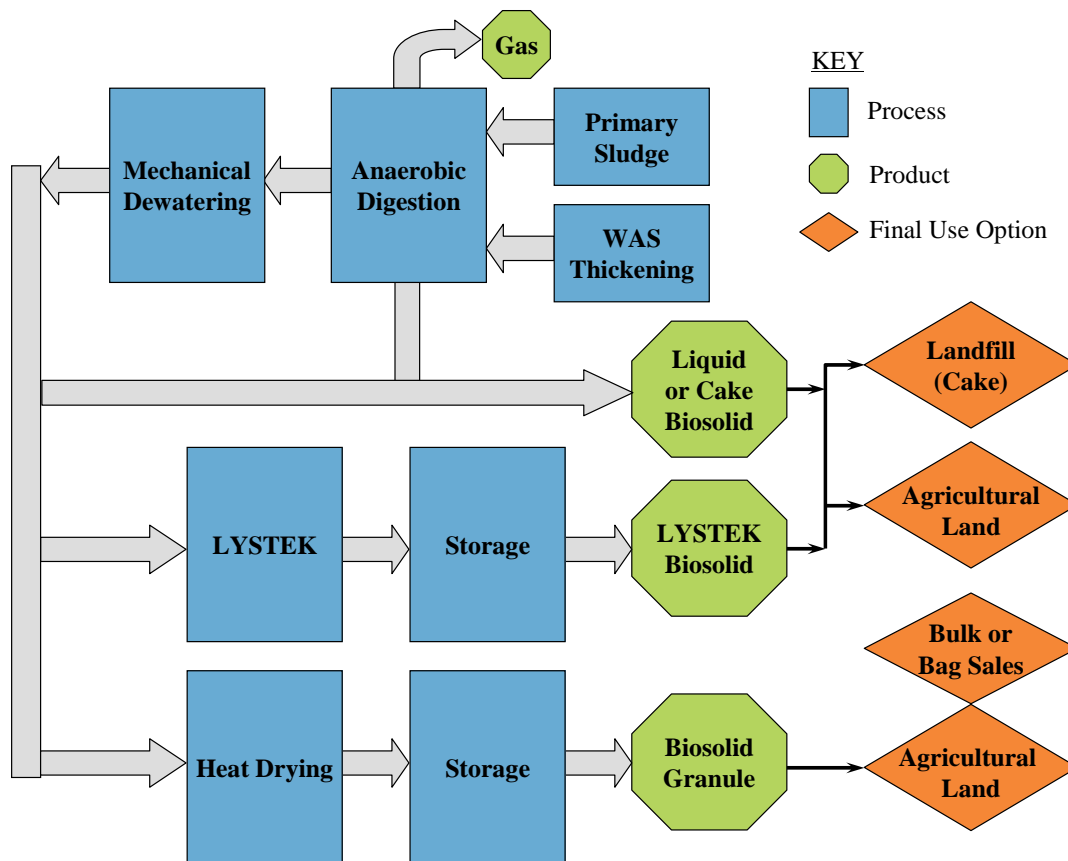 Gas
KEY
Process
Primary
Sludge
Mechanical
Dewatering
Anaerobic
Digestion
Product
WAS
Thickening
Final Use Option
Liquid
or Cake
Biosolid
Landfill
(Cake)
LYSTEK
Storage
LYSTEK
Biosolid
Agricultural
Land
Bulk or
Bag Sales
Heat Drying
Storage
Biosolid
Granule
Agricultural
Land